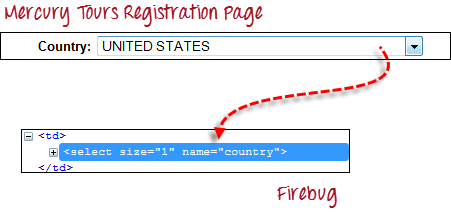 Mercury Tours Registration Page
Country: UNITED STATES
<td>
<select size="1" name="country">
</td>
Firebug